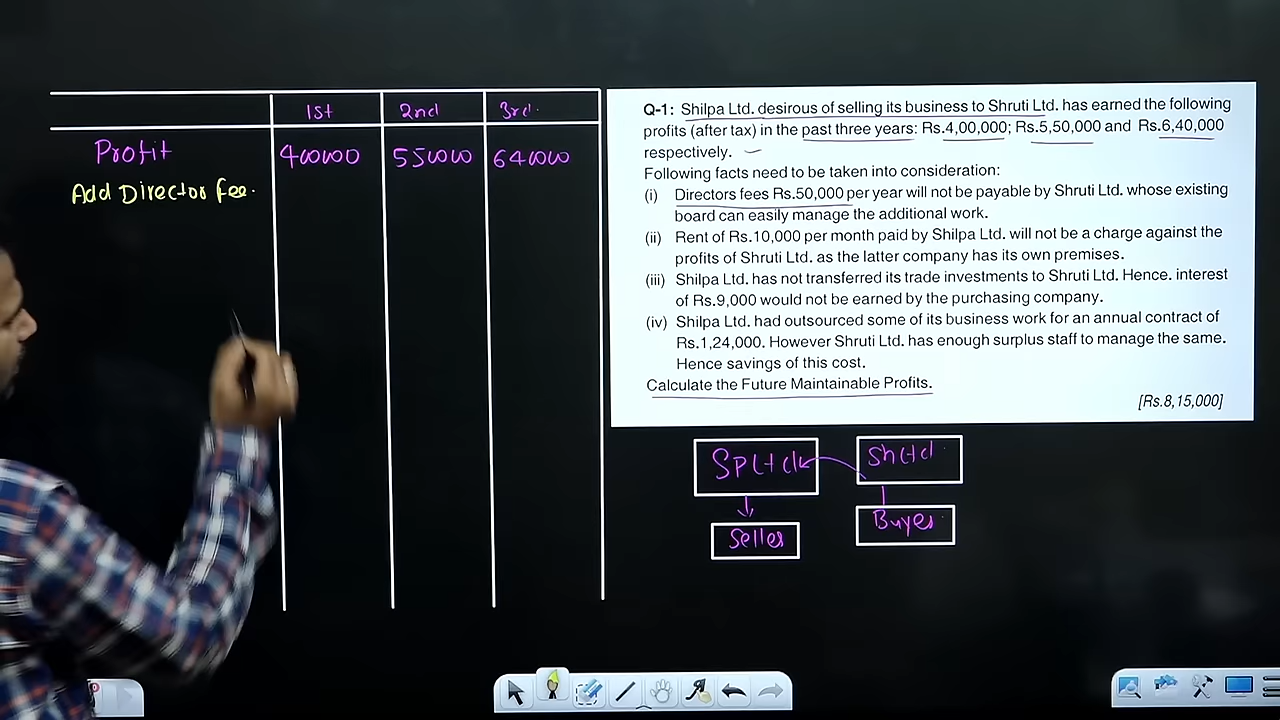 1st 2nd 3rd.
Profit 400000 550000 640000
Add Director fee.
Q-1: Shilpa Ltd. desirous of selling its business to Shruti Ltd. has earned the following
profits (after tax) in the past three years: Rs.4,00,000; Rs.5,50,000 and Rs.6,40,000
respectively.
Following facts need to be taken into consideration:
(i) Directors fees Rs.50,000 per year will not be payable by Shruti Ltd. whose existing
board can easily manage the additional work.
(ii) Rent of Rs.10,000 per month paid by Shilpa Ltd. will not be a charge against the
profits of Shruti Ltd. as the latter company has its own premises.
(iii) Shilpa Ltd. has not transferred its trade investments to Shruti Ltd. Hence. interest
of Rs.9,000 would not be earned by the purchasing company.
(iv) Shilpa Ltd. had outsourced some of its business work for an annual contract of
Rs.1,24,000. However Shruti Ltd. has enough surplus staff to manage the same.
Hence savings of this cost.
Calculate the Future Maintainable Profits.
[Rs.8,15,000]
SPLtd ShLtd
Seller Buyer